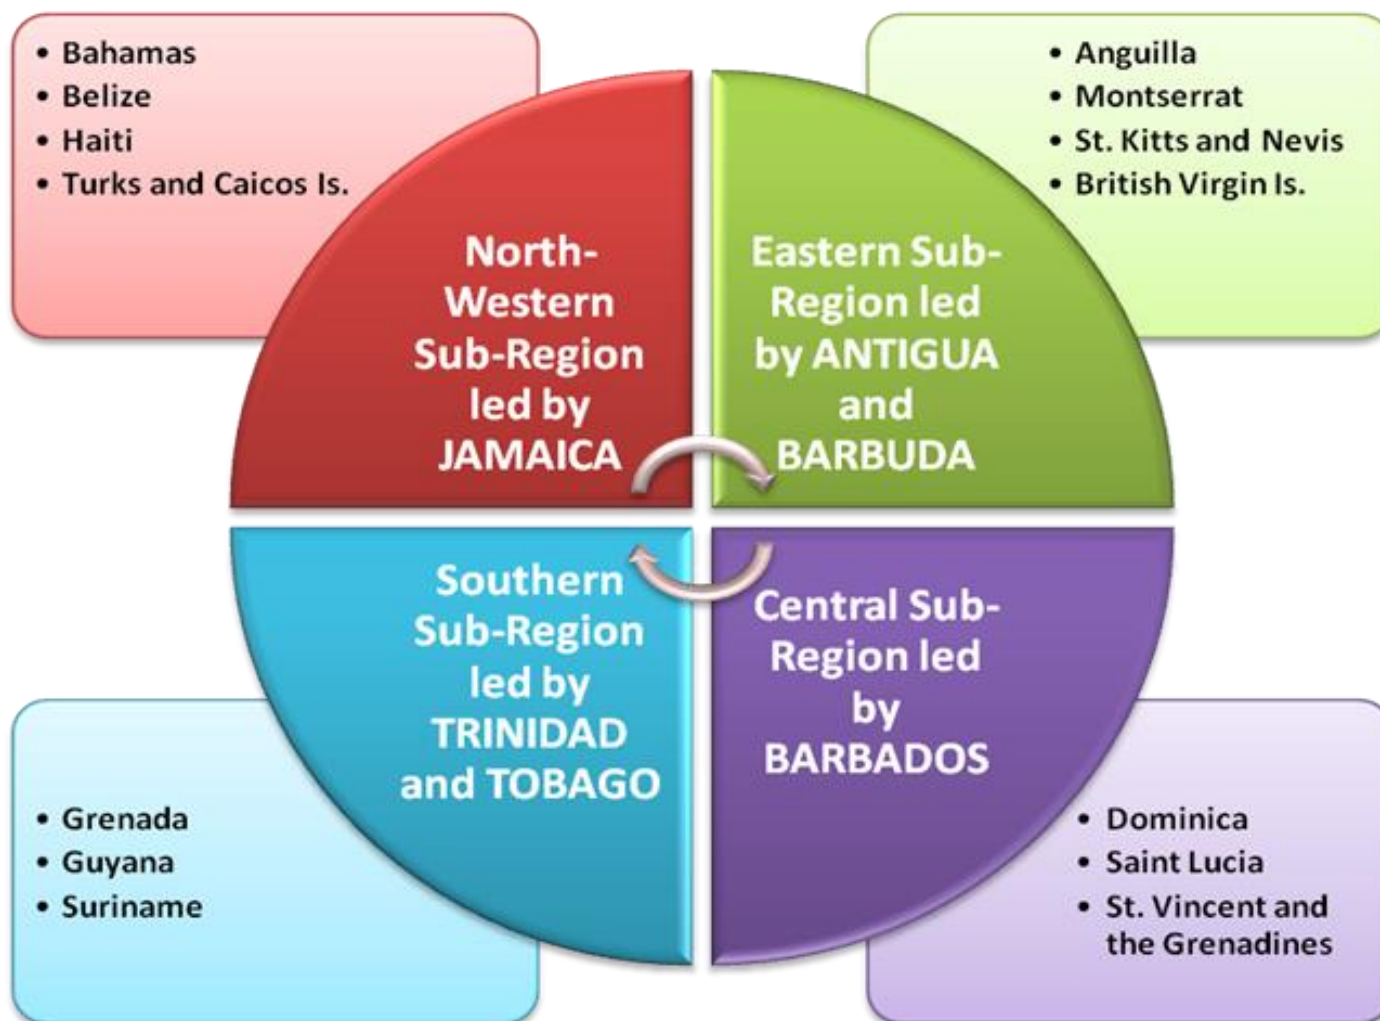 • Bahamas
• Belize
• Haiti
• Turks and Caicos Is.
North-
Western
Sub-Region
led by
JAMAICA
• Anguilla
• Montserrat
• St. Kitts and Nevis
• British Virgin Is.
Eastern Sub-
Region led
by ANTIGUA
and
BARBUDA
Southern
Sub-Region
led by
TRINIDAD
and TOBAGO
• Grenada
• Guyana
• Suriname
Central Sub-
Region led
by
BARBADOS
• Dominica
• Saint Lucia
• St. Vincent and
the Grenadines